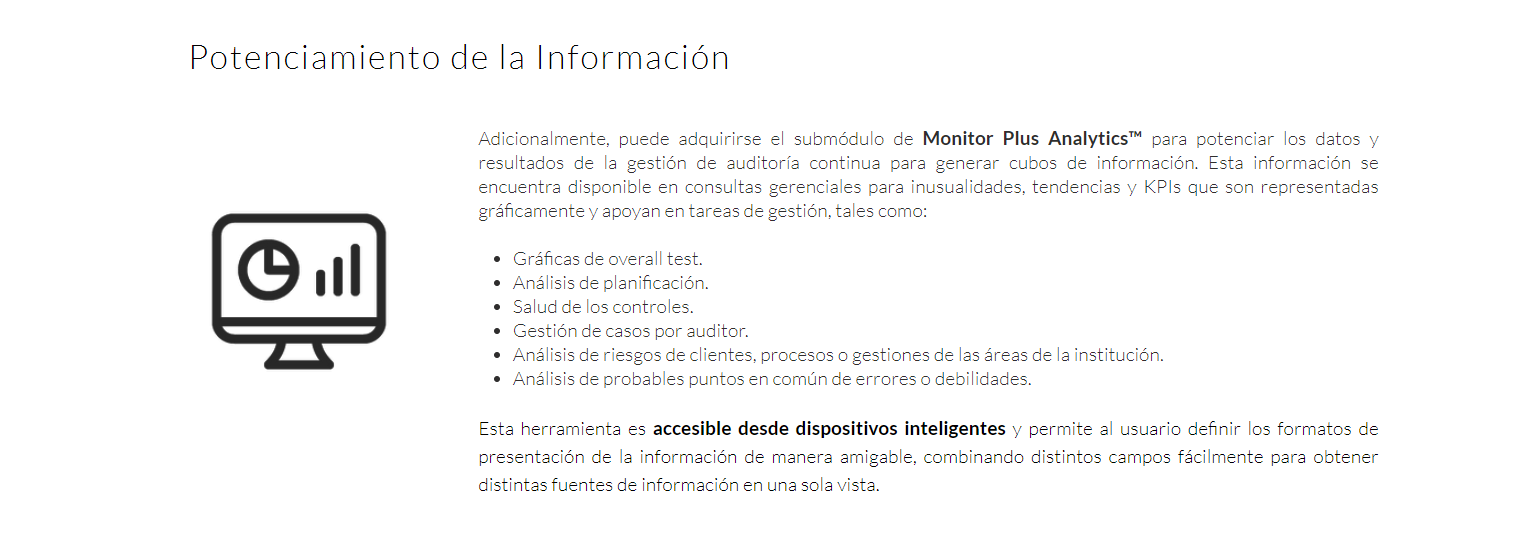 Potenciamiento de la Información
Adicionalmente, puede adquirirse el submódulo de Monitor Plus Analytics™ para potenciar los datos y
resultados de la gestión de auditoría continua para generar cubos de información. Esta información se
encuentra disponible en consultas gerenciales para inusualidades, tendencias y KPIs que son representadas
gráficamente y apoyan en tareas de gestión, tales como:
• Gráficas de overall test.
• Análisis de planificación.
• Salud de los controles.
• Gestión de casos por auditor.
• Análisis de riesgos de clientes, procesos o gestiones de las áreas de la institución.
• Análisis de probables puntos en común de errores o debilidades.
Esta herramienta es accesible desde dispositivos inteligentes y permite al usuario definir los formatos de
presentación de la información de manera amigable, combinando distintos campos fácilmente para obtener
distintas fuentes de información en una sola vista.